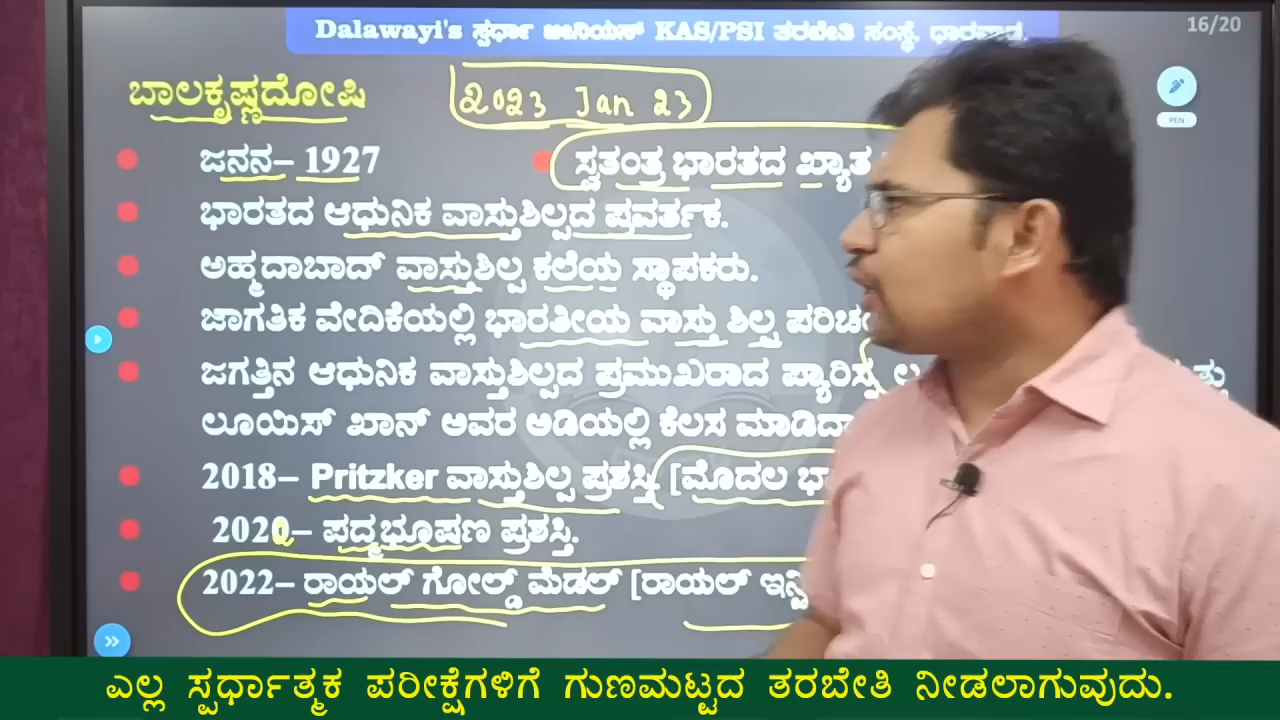 Dalawayi's ಸ್ಪರ್ಧಾ ಜೀನಿಯಸ್ KAS/PSI ತರಬೇತಿ ಸಂಸ್ಥೆ, ಧಾರವಾಡ.
16/20
ಬಾಲಕೃಷ್ಣದೋಷಿ
2023 Jan 23
PEN
ಜನನ– 1927
ಸ್ವತಂತ್ರ ಭಾರತದ ಖ್ಯಾತ
ಭಾರತದ ಆಧುನಿಕ ವಾಸ್ತುಶಿಲ್ಪದ ಪ್ರವರ್ತಕ.
ಅಹ್ಮದಾಬಾದ್ ವಾಸ್ತುಶಿಲ್ಪ ಕಲೆಯ ಸ್ಥಾಪಕರು.
ಜಾಗತಿಕ ವೇದಿಕೆಯಲ್ಲಿ ಭಾರತೀಯ ವಾಸ್ತು ಶಿಲ್ಪ
ಜಗತ್ತಿನ ಆಧುನಿಕ ವಾಸ್ತುಶಿಲ್ಪದ ಪ್ರಮುಖರಾದ ಪ್ಯಾರಿಸ್ನ
ಲೂಯಿಸ್ ಖಾನ್ ಅವರ ಅಡಿಯಲ್ಲಿ ಕೆಲಸ
2018– Pritzker ವಾಸ್ತುಶಿಲ್ಪ ಪ್ರಶಸ್ತಿ [ಮೊದಲ
2020– ಪದ್ಮಭೂಷಣ ಪ್ರಶಸ್ತಿ.
2022– ರಾಯಲ್ ಗೋಲ್ಡ್ ಮೆಡಲ್ [ರಾಯಲ್
ಎಲ್ಲ ಸ್ಪರ್ಧಾತ್ಮಕ ಪರೀಕ್ಷೆಗಳಿಗೆ ಗುಣಮಟ್ಟದ ತರಬೇತಿ ನೀಡಲಾಗುವುದು.